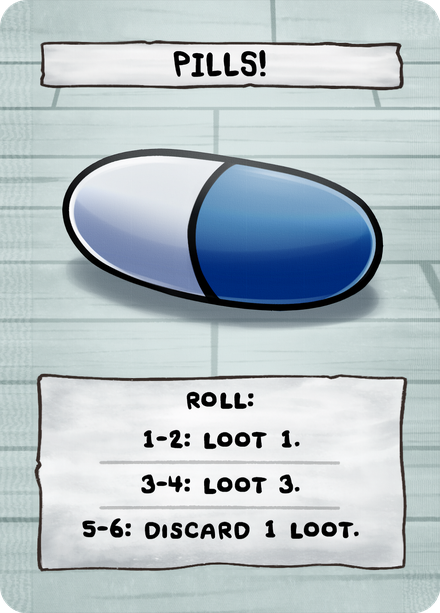 PILLS!
ROLL:
1-2: LOOT 1.
3-4: LOOT 3.
5-6: DISCARD 1 LOOT.